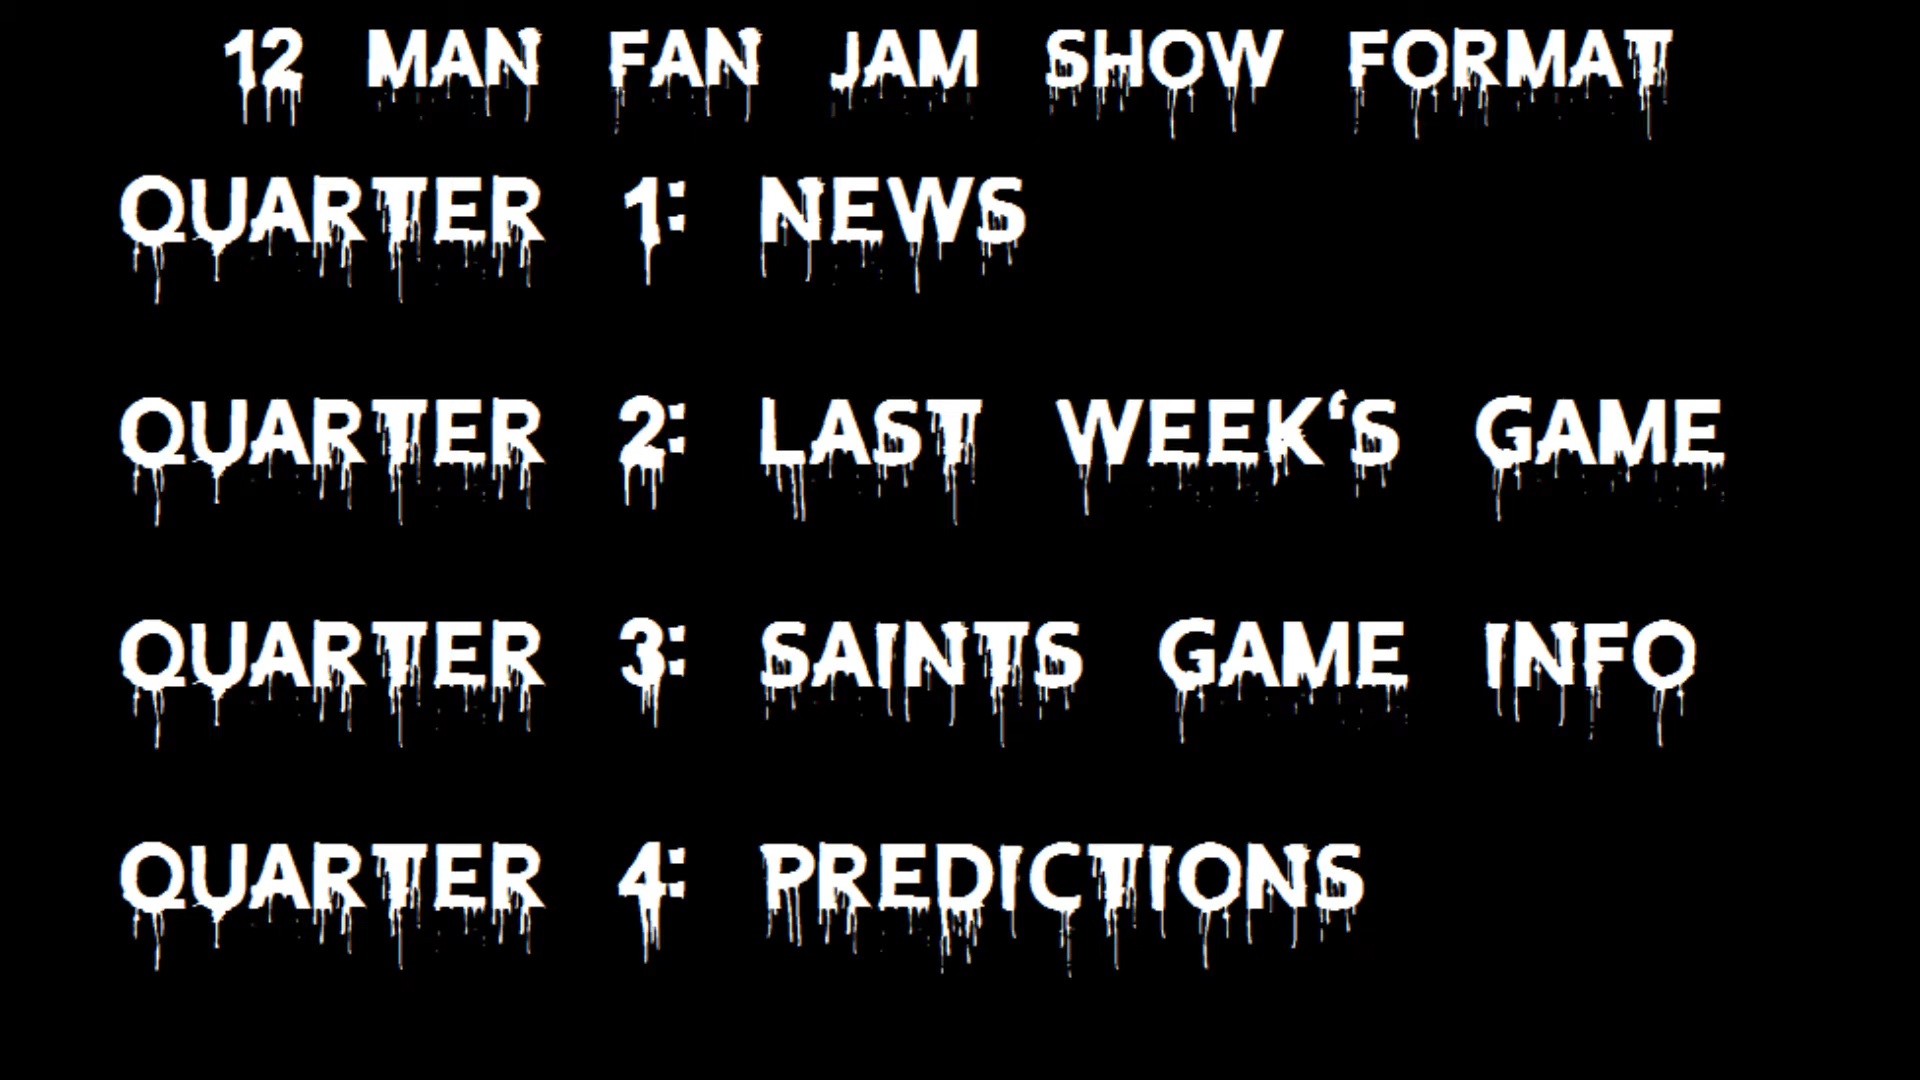 12 MAN FAN JAM SHOW FORMAT
QUARTER 1: NEWS
QUARTER 2: LAST WEEK‘S GAME
QUARTER 3: SAINTS GAME INFO
QUARTER 4: PREDICTIONS